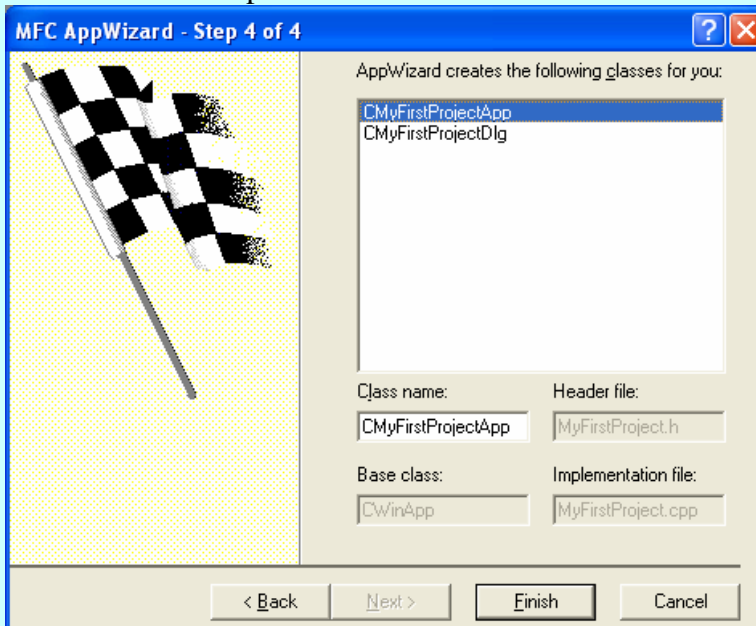 MFC AppWizard - Step 4 of 4
AppWizard creates the following classes for you:
CMyFirstProjectApp
CMyFirstProjectDlg
Class name:
Header file:
CMyFirstProjectApp
MyFirstProject.h
Base class:
Implementation file:
CWinApp
MyFirstProject.cpp
< Back
Next >
Finish
Cancel